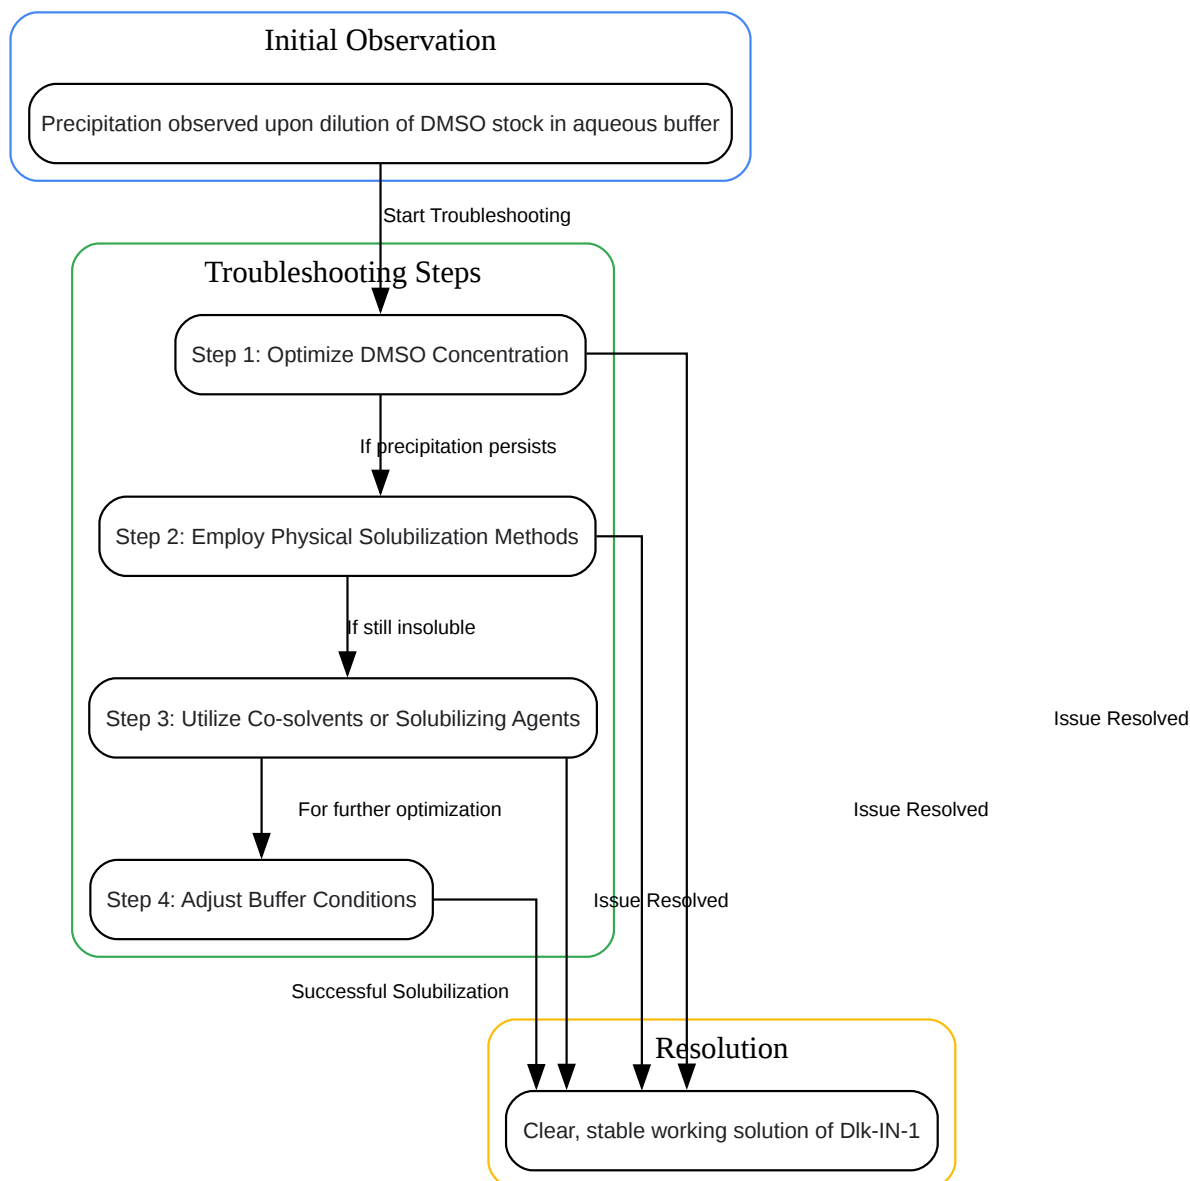 Initial Observation
Precipitation observed upon dilution of DMSO stock in aqueous buffer
Start Troubleshooting
Troubleshooting Steps
Step 1: Optimize DMSO Concentration
If precipitation persists
Step 2: Employ Physical Solubilization Methods
If still insoluble
Step 3: Utilize Co-solvents or Solubilizing Agents
Issue Resolved
For further optimization
Issue Resolved
Step 4: Adjust Buffer Conditions
Issue Resolved
Successful Solubilization
Resolution
Clear, stable working solution of Dlk-IN-1